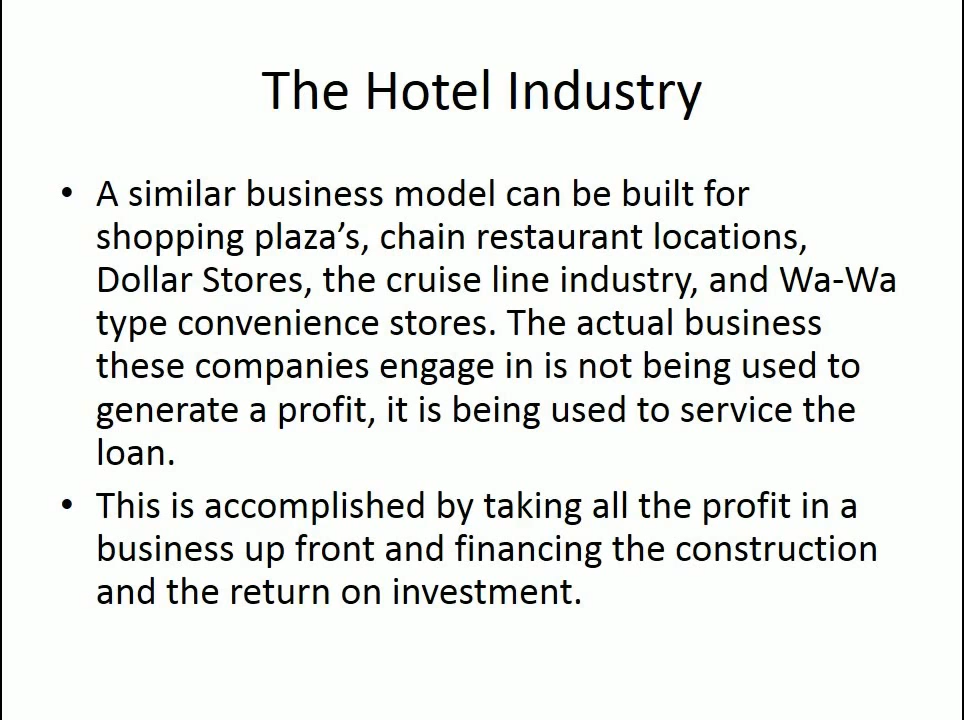 The Hotel Industry
• A similar business model can be built for
shopping plaza’s, chain restaurant locations,
Dollar Stores, the cruise line industry, and Wa-Wa
type convenience stores. The actual business
these companies engage in is not being used to
generate a profit, it is being used to service the
loan.
• This is accomplished by taking all the profit in a
business up front and financing the construction
and the return on investment.